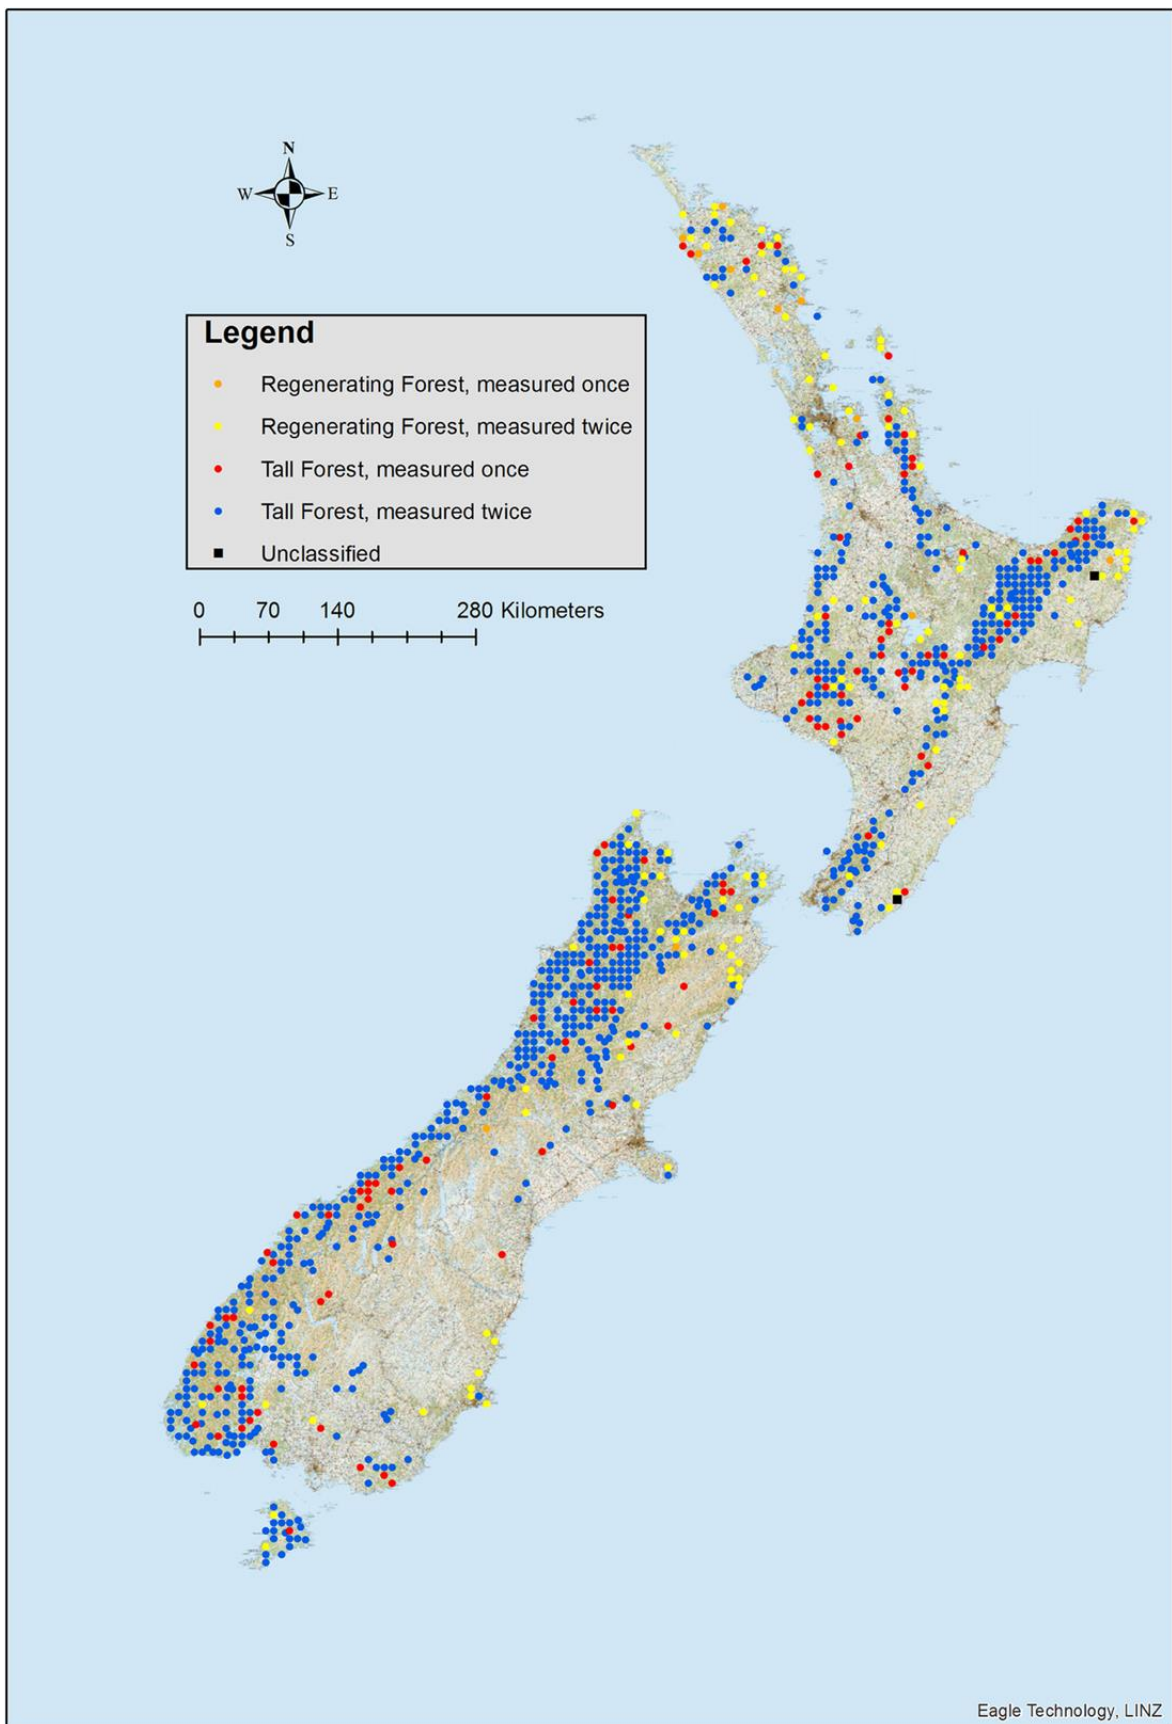 N
W E
S
Legend
Regenerating Forest, measured once
Regenerating Forest, measured twice
Tall Forest, measured once
Tall Forest, measured twice
Unclassified
0 70 140 280 Kilometers
Eagle Technology, LINZ